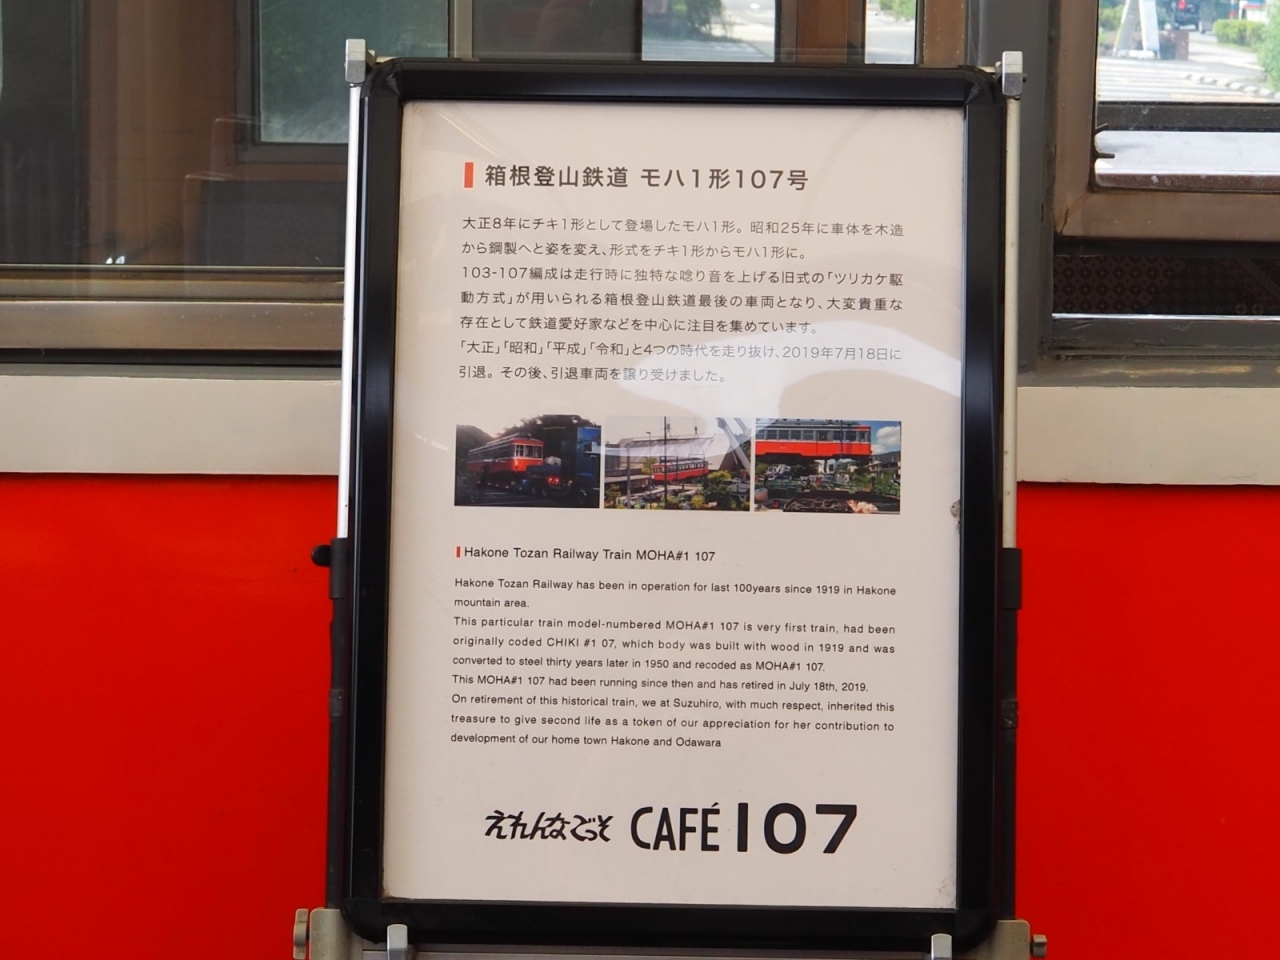 箱根登山鉄道 モハ1形107号
大正8年にチキ1形として登場したモハ1形。昭和25年に車体を木造
から鋼製へと姿を変え、形式をチキ1形からモハ1形に。
103-107編成は走行時に独特な唸り音を上げる旧式の「ツリカケ駆
動方式」が用いられる箱根登山鉄道最後の車両となり、大変貴重な
存在として鉄道愛好家などを中心に注目を集めています。
「大正」「昭和」「平成」「令和」と4つの時代を走り抜け、2019年7月18日に
引退。その後、引退車両を譲り受けました。
Hakone Tozan Railway Train MOHA#1 107
Hakone Tozan Railway has been in operation for last 100years since 1919 in Hakone
mountain area.
This particular train model-numbered MOHA#1 107 is very first train, had been
originally coded CHIKI #1 07, which body was built with wood in 1919 and was
converted to steel thirty years later in 1950 and recoded as MOHA#1 107.
This MOHA#1 107 had been running since then and has retired in July 18th, 2019.
On retirement of this historical train, we at Suzuhiro, with much respect, inherited this
treasure to give second life as a token of our appreciation for her contribution to
development of our home town Hakone and Odawara
えれんなごっそ CAFÉ 107